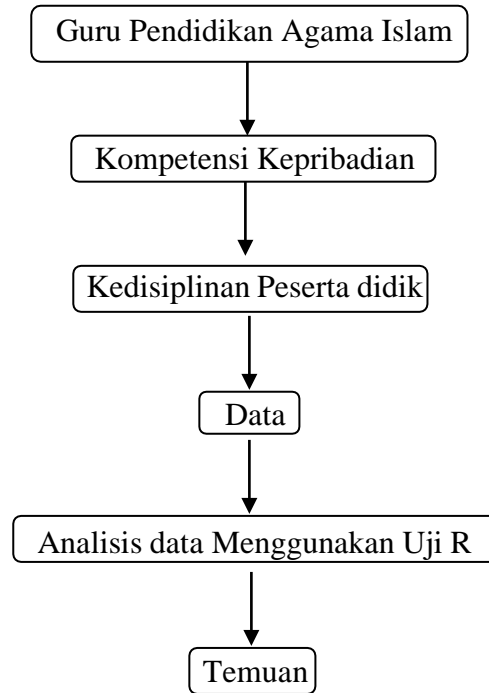 Guru Pendidikan Agama Islam
Kompetensi Kepribadian
Kedisiplinan Peserta didik
Data
Analisis data Menggunakan Uji R
Temuan